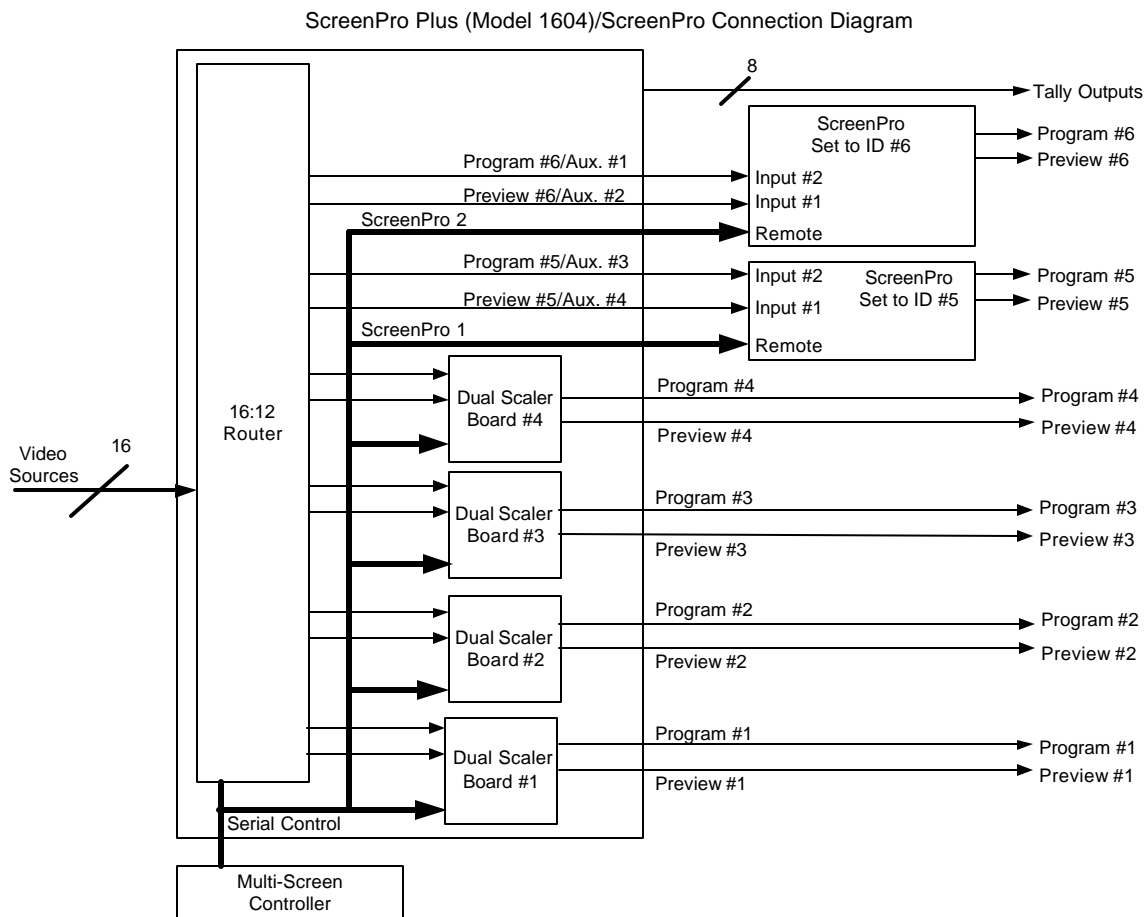 ScreenPro Plus (Model 1604)/ScreenPro Connection Diagram
16
8
Tally Outputs
ScreenPro
Set to ID #6
Program #6
Preview #6
Program #6/Aux. #1
Input #2
Preview #6/Aux. #2
Input #1
ScreenPro 2
Remote
Program #5/Aux. #3
Input #2
ScreenPro
Set to ID #5
Program #5
Preview #5/Aux. #4
Input #1
Preview #5
ScreenPro 1
Remote
16:12
Router
Dual Scaler
Board #4
Program #4
Program #4
Preview #4
Preview #4
Video
Sources
16
Dual Scaler
Board #3
Program #3
Program #3
Preview #3
Preview #3
Dual Scaler
Board #2
Program #2
Program #2
Preview #2
Preview #2
Dual Scaler
Board #1
Program #1
Program #1
Preview #1
Preview #1
Serial Control
Multi-Screen
Controller